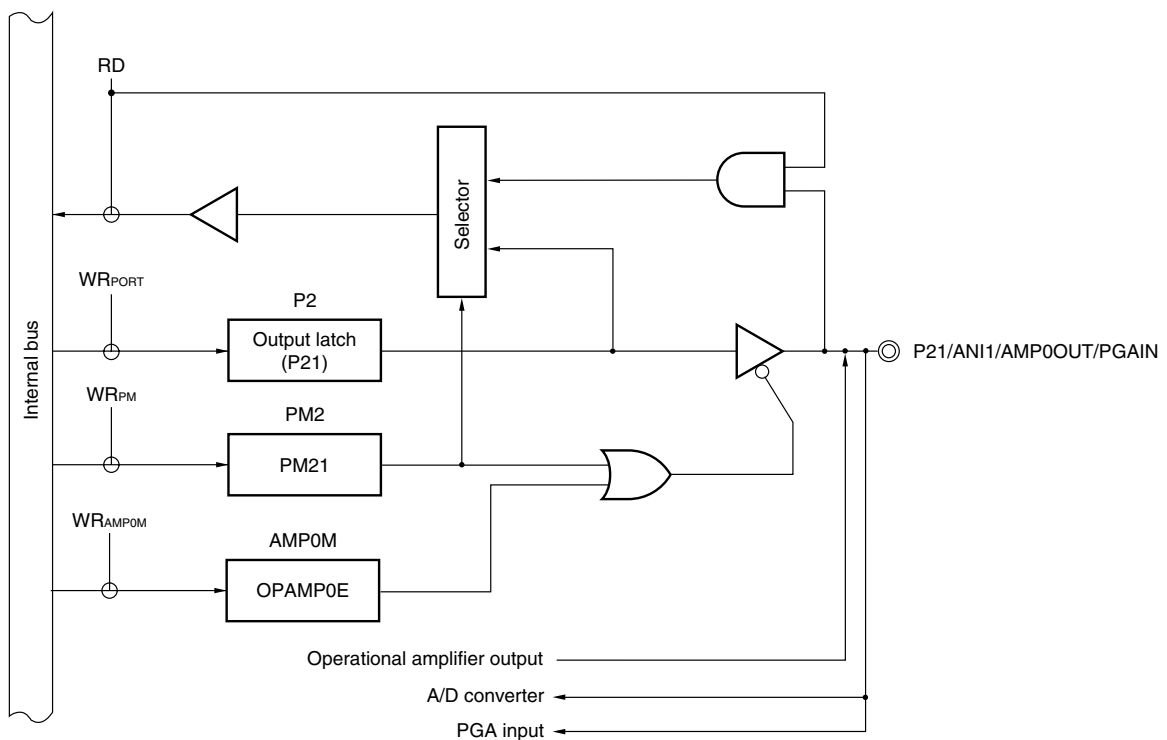 RD
Selector
WRPORT
P2
Output latch
(P21)
P21/ANI1/AMP0OUT/PGAIN
Internal bus
WRPM
PM2
PM21
WRAMP0M
AMP0M
OPAMP0E
Operational amplifier output
A/D converter
PGA input